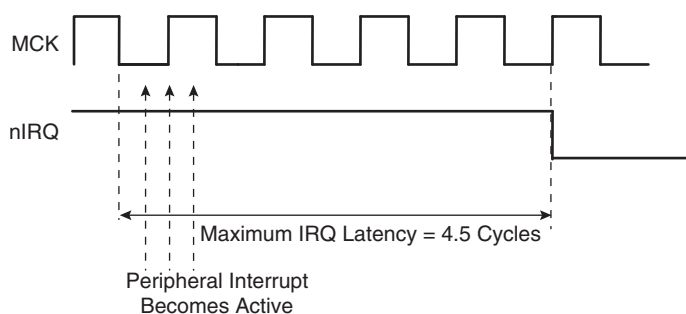 MCK
nIRQ
Maximum IRQ Latency = 4.5 Cycles
Peripheral Interrupt
Becomes Active